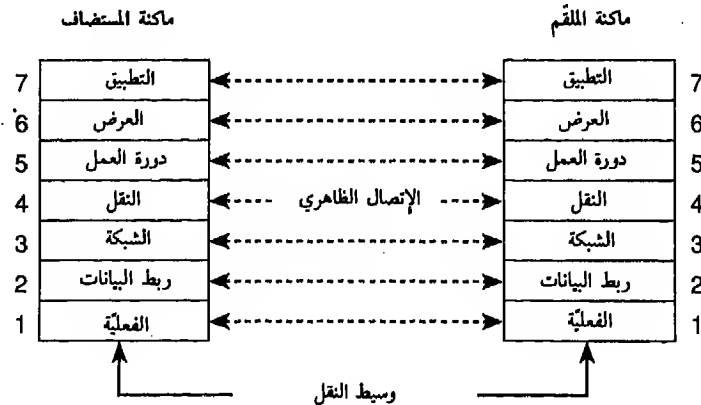 ماكنة الملقّم
ماكنة المستضاف
7 التطبيق التطبيق 7
6 العرض العرض 6
5 دورة العمل دورة العمل 5
4 النقل الإتصال الظاهري النقل 4
3 الشبكة الشبكة 3
2 ربط البيانات ربط البيانات 2
1 الفعليّة الفعليّة 1
وسيط النقل